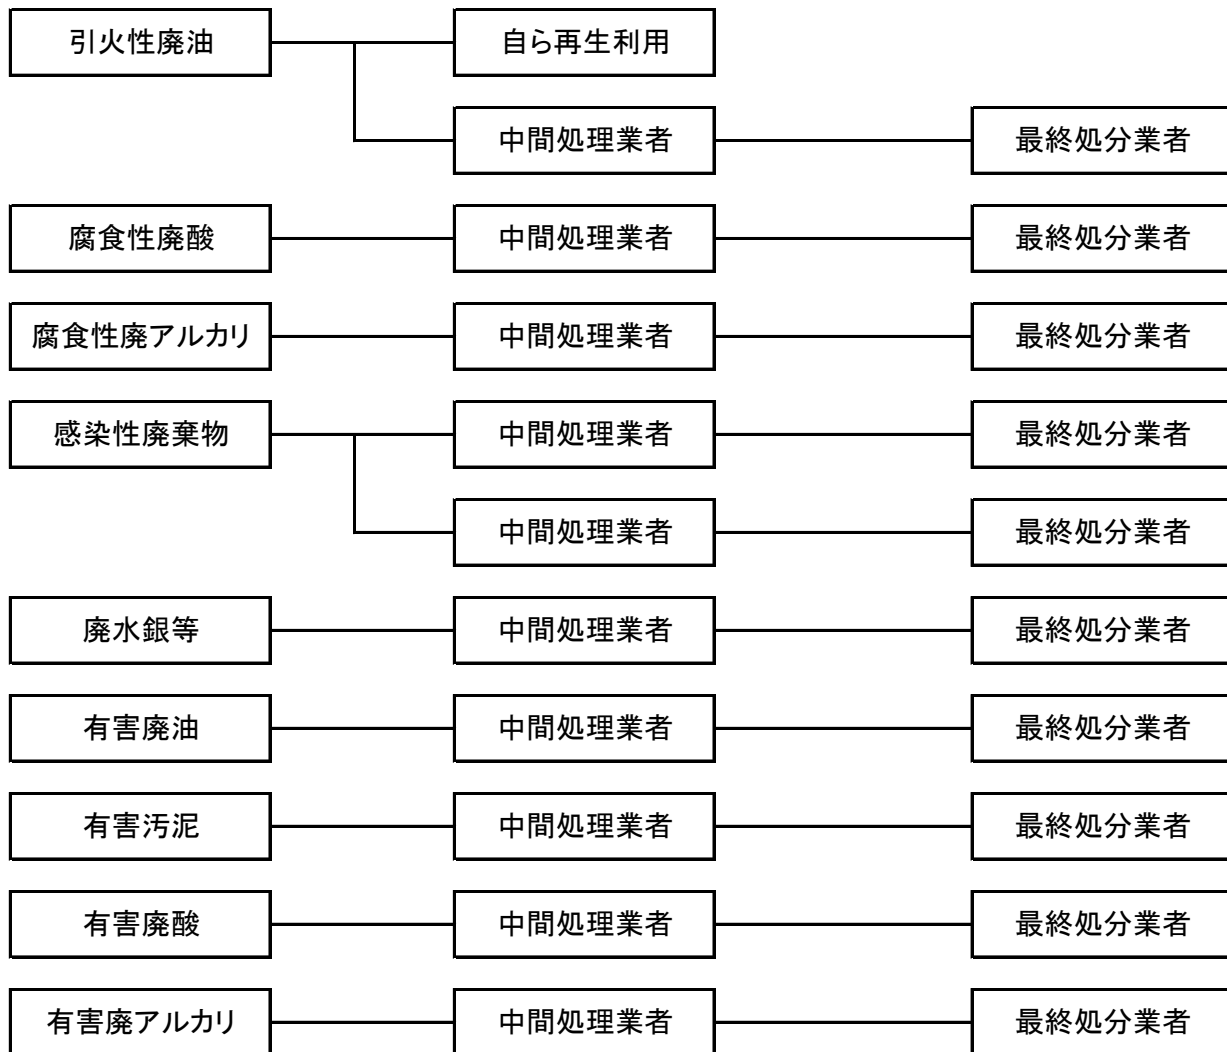 引火性廃油 自ら再生利用
中間処理業者 最終処分業者
腐食性廃酸 中間処理業者 最終処分業者
腐食性廃アルカリ 中間処理業者 最終処分業者
感染性廃棄物 中間処理業者 最終処分業者
中間処理業者 最終処分業者
廃水銀等 中間処理業者 最終処分業者
有害廃油 中間処理業者 最終処分業者
有害汚泥 中間処理業者 最終処分業者
有害廃酸 中間処理業者 最終処分業者
有害廃アルカリ 中間処理業者 最終処分業者